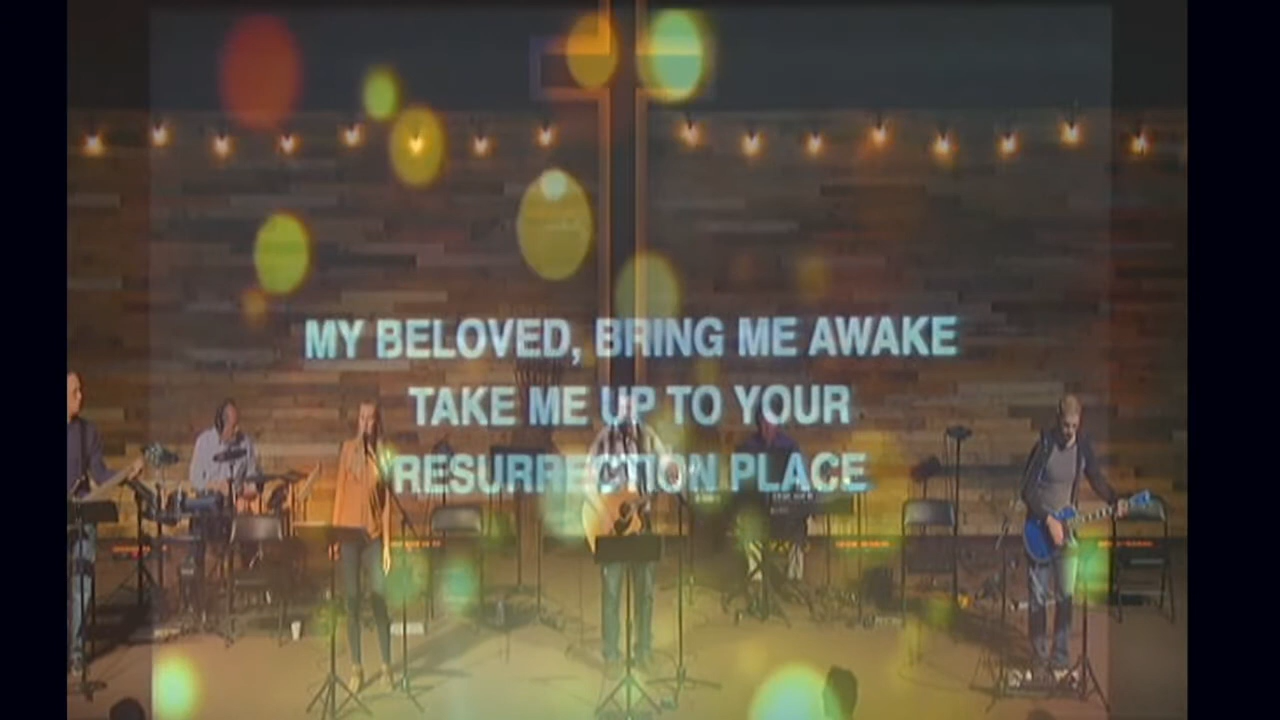 MY BELOVED, BRING ME AWAKE
TAKE ME UP TO YOUR
RESURRECTION PLACE